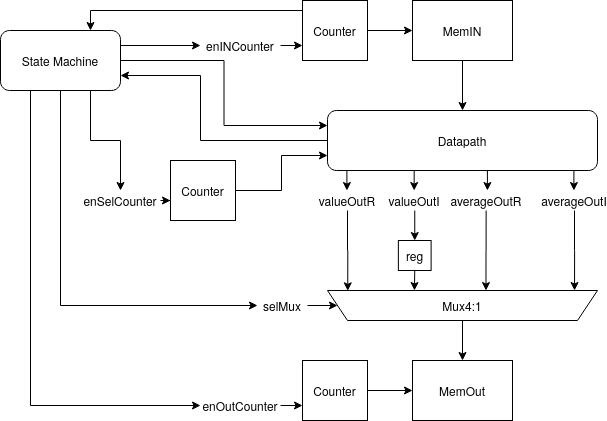 Counter
MemIN
State Machine
enINCounter
Datapath
Counter
enSelCounter
valueOutR
valueOutI
averageOutR
averageOutI
reg
selMux
Mux4:1
Counter
MemOut
enOutCounter